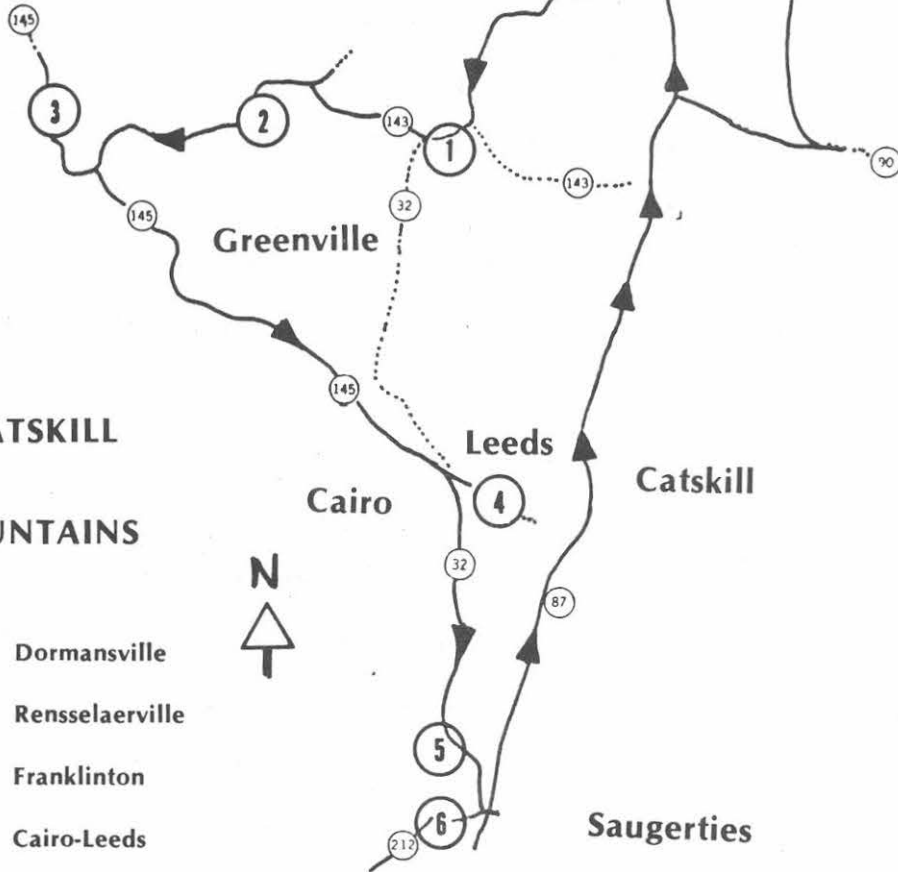 145
3
2
143
1
90
143
32
145
Greenville
145
ATSKILL
Leeds
Catskill
4
Cairo
UNTAINS
32
N
87
Dormansville
Rensselaerville
5
Franklinton
6
Saugerties
Cairo-Leeds
212